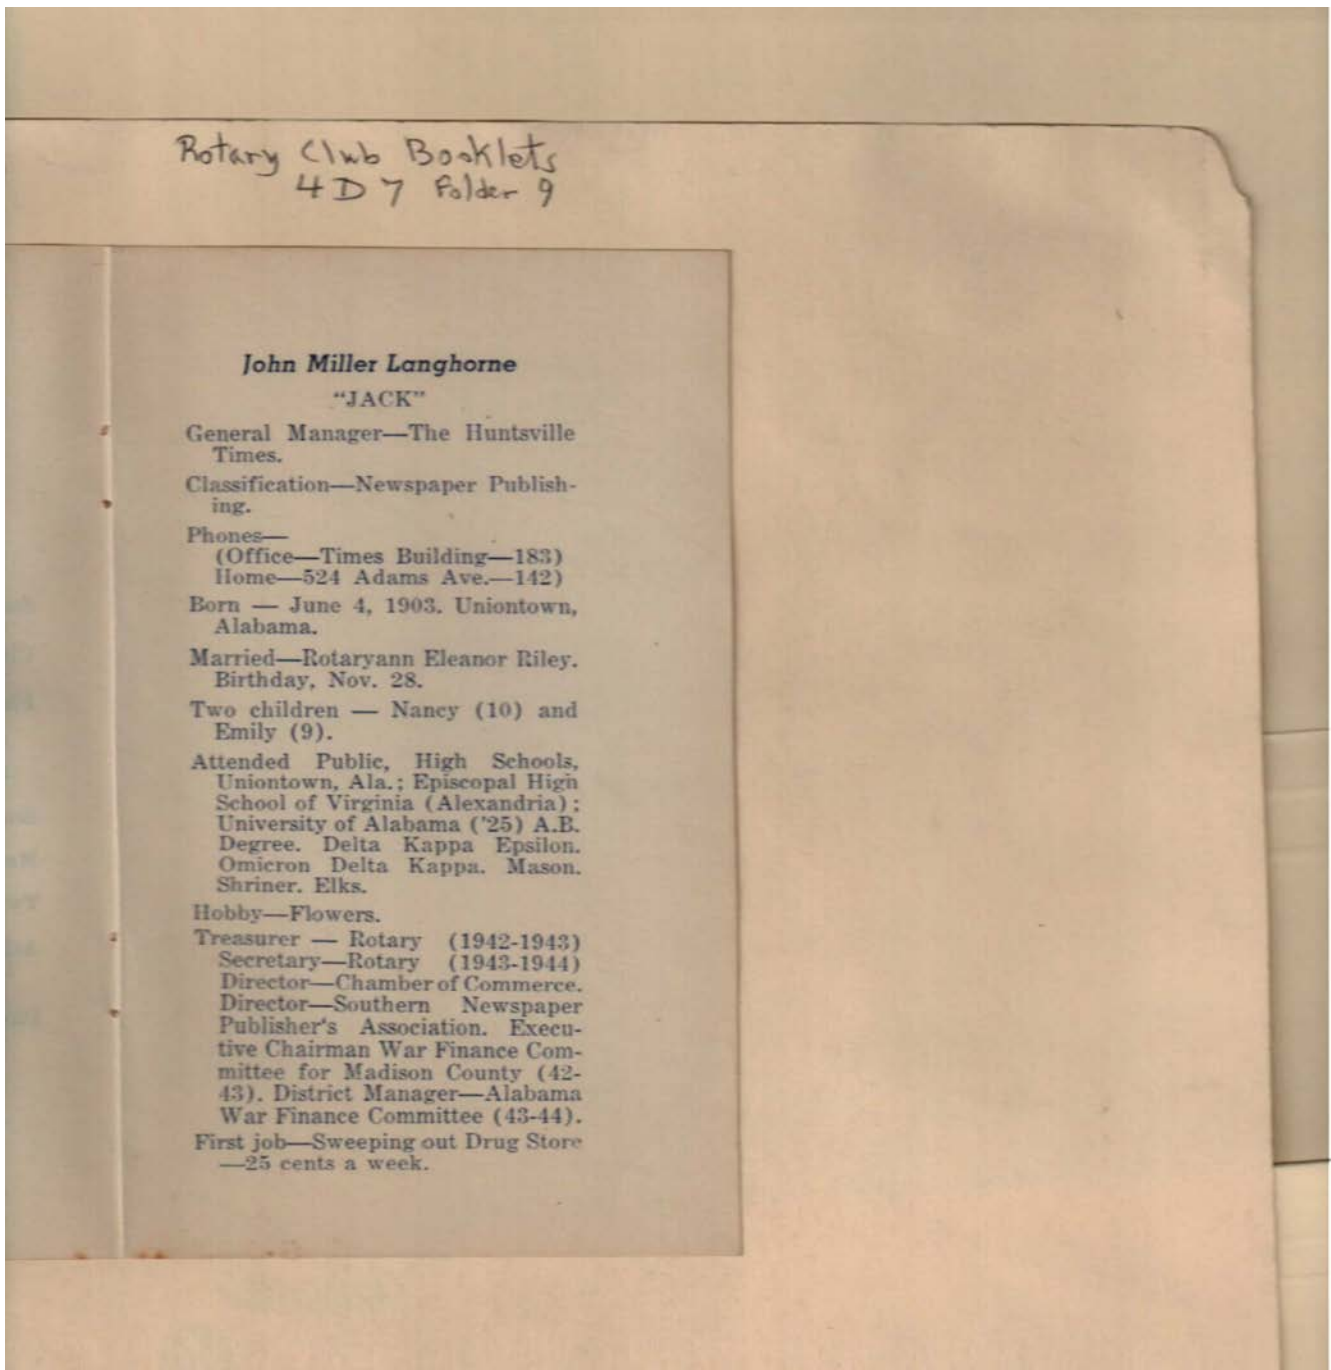 Rotary Club Booklets
4D7 Folder 9
John Miller Langhorne
"JACK"
General Manager—The Huntsville
Times.
Classification—Newspaper Publish-
ing.
Phones—
(Office—Times Building—183)
Home—524 Adams Ave.—142)
Born — June 4, 1903. Uniontown,
Alabama.
Married—Rotaryann Eleanor Riley.
Birthday, Nov. 28.
Two children — Nancy (10) and
Emily (9).
Attended Public, High Schools,
Uniontown, Ala.; Episcopal High
School of Virginia (Alexandria);
University of Alabama ('25) A.B.
Degree. Delta Kappa Epsilon.
Omicron Delta Kappa. Mason.
Shriner. Elks.
Hobby—Flowers.
Treasurer — Rotary (1942-1943)
Secretary—Rotary (1943-1944)
Director—Chamber of Commerce.
Director—Southern Newspaper
Publisher's Association. Execu-
tive Chairman War Finance Com-
mittee for Madison County (42-
43). District Manager—Alabama
War Finance Committee (43-44).
First job—Sweeping out Drug Store
—25 cents a week.